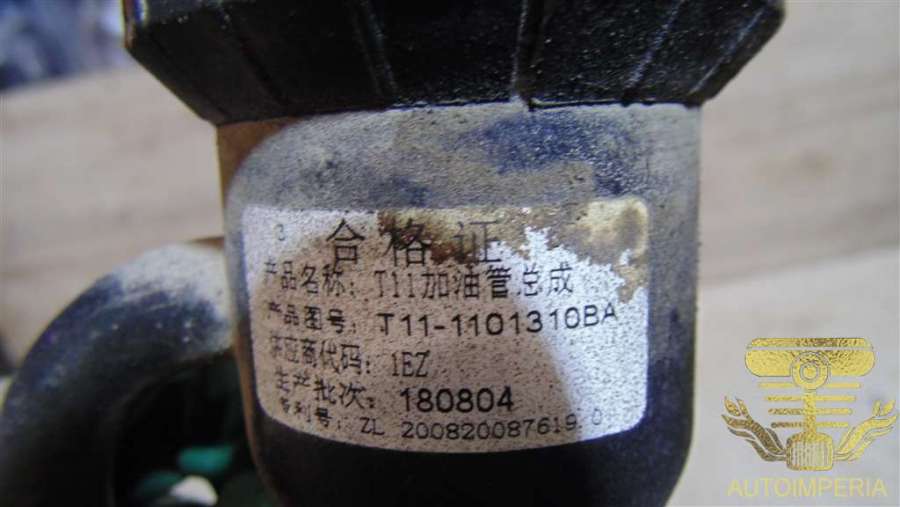 3
合格证
产品名称: T11加油管总成
产品图号: T11-1101310BA
供应商代码: 1EZ
生产批次: 180804
专利号: ZL 200820087619.0
AUTOIMPERIA